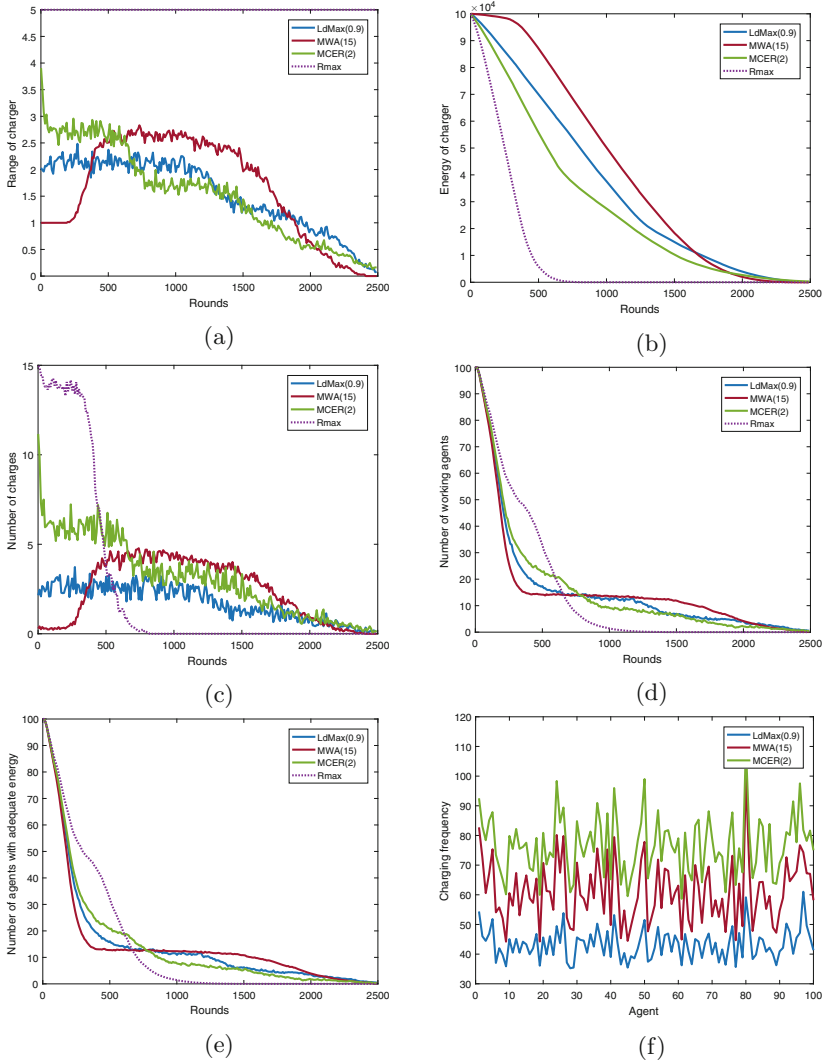 5
4.5
4
3.5
3
2.5
2
1.5
1
0.5
0
Range of charger
0 500 1000 1500 2000 2500
Rounds
LdMax(0.9)
MWA(15)
MCER(2)
Rmax
(a)
×10⁴
10
9
8
7
6
5
4
3
2
1
0
Energy of charger
0 500 1000 1500 2000 2500
Rounds
LdMax(0.9)
MWA(15)
MCER(2)
Rmax
(b)
15
10
5
0
Number of charges
0 500 1000 1500 2000 2500
Rounds
LdMax(0.9)
MWA(15)
MCER(2)
Rmax
(c)
100
90
80
70
60
50
40
30
20
10
0
Number of working agents
0 500 1000 1500 2000 2500
Rounds
LdMax(0.9)
MWA(15)
MCER(2)
Rmax
(d)
100
90
80
70
60
50
40
30
20
10
0
Number of agents with adequate energy
0 500 1000 1500 2000 2500
Rounds
LdMax(0.9)
MWA(15)
MCER(2)
Rmax
(e)
120
110
100
90
80
70
60
50
40
30
Charging frequency
0 10 20 30 40 50 60 70 80 90 100
Agent
LdMax(0.9)
MWA(15)
MCER(2)
(f)